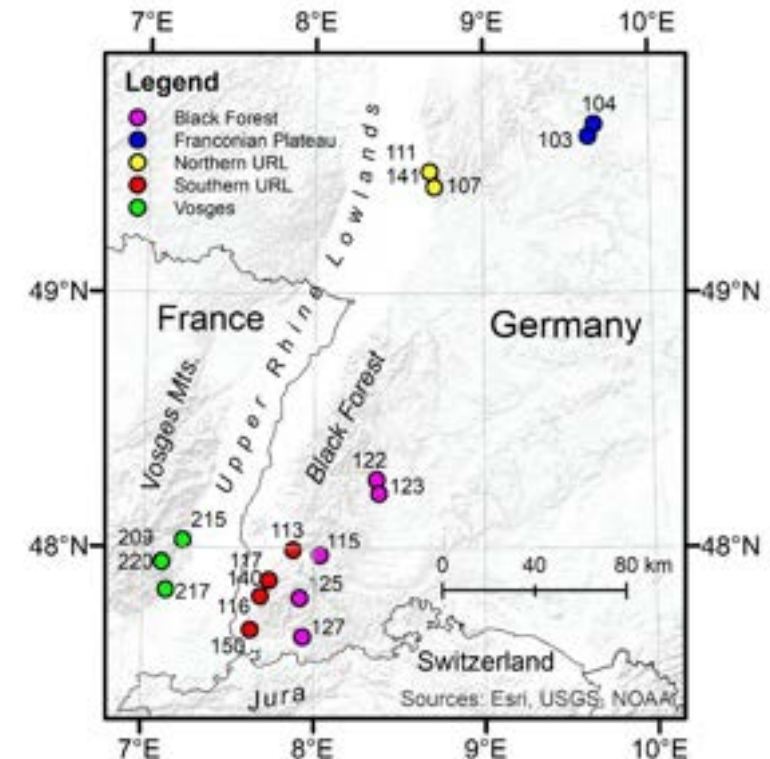 7°E 8°E 9°E 10°E
Legend
Black Forest
Franconian Plateau
Northern URL
Southern URL
Vosges
104
103
111
141 107
Upper Rhine Lowlands
49°N 49°N
France Germany
Vosges Mts.
Black Forest
122
123
215
209
220
217
48°N 48°N
113 115
117
140
125
116
127
150
0 40 80 km
Switzerland
Jura
Sources: Esri, USGS, NOAA
7°E 8°E 9°E 10°E